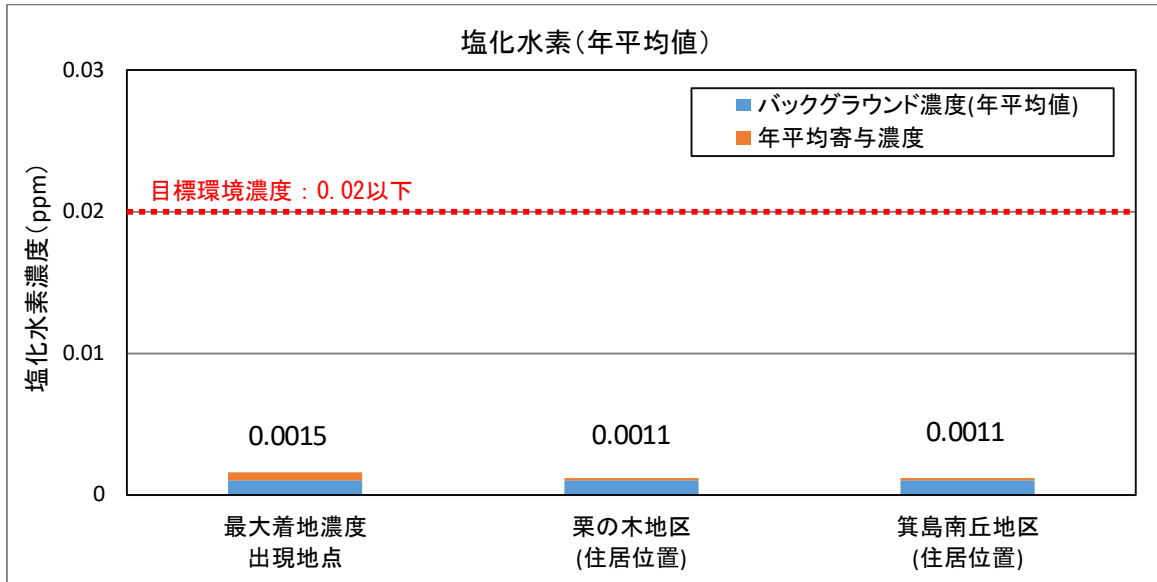 塩化水素(年平均値)
0.03
バックグラウンド濃度(年平均値)
年平均寄与濃度
目標環境濃度：0.02以下
0.02
塩化水素濃度(ppm)
0.01
0.0015
0.0011
0.0011
0
最大着地濃度
出現地点
栗の木地区
(住居位置)
箕島南丘地区
(住居位置)